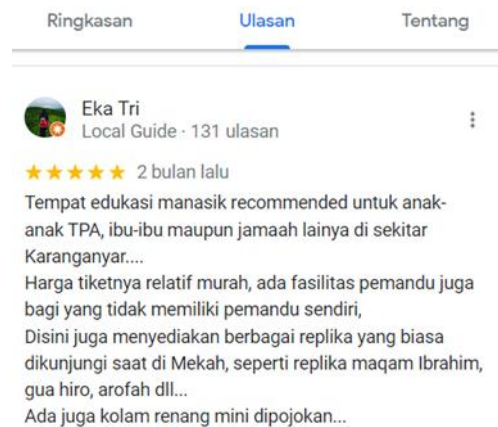 Ringkasan Ulasan Tentang
Eka Tri
Local Guide · 131 ulasan
2 bulan lalu
Tempat edukasi manasik recommended untuk anak-
anak TPA, ibu-ibu maupun jamaah lainya di sekitar
Karanganyar....
Harga tiketnya relatif murah, ada fasilitas pemandu juga
bagi yang tidak memiliki pemandu sendiri,
Disini juga menyediakan berbagai replika yang biasa
dikunjungi saat di Mekah, seperti replika maqam Ibrahim,
gua hiro, arofah dll...
Ada juga kolam renang mini dipojokan...